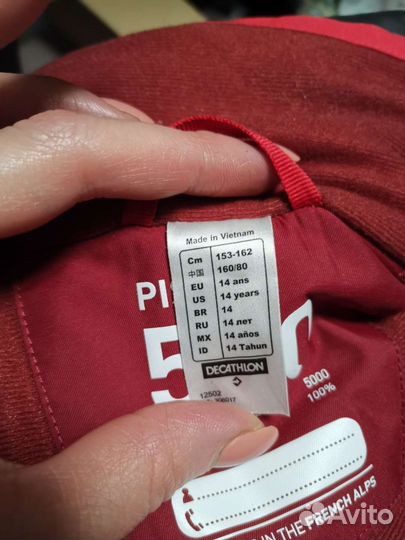 Made in Vietnam
Cm 153-162
中国 160/80
EU 14 ans
US 14 years
BR 14
RU 14 лет
MX 14 años
ID 14 Tahun
DECATHLON
12502
5000
100%
IN THE FRENCH ALPS
Avito